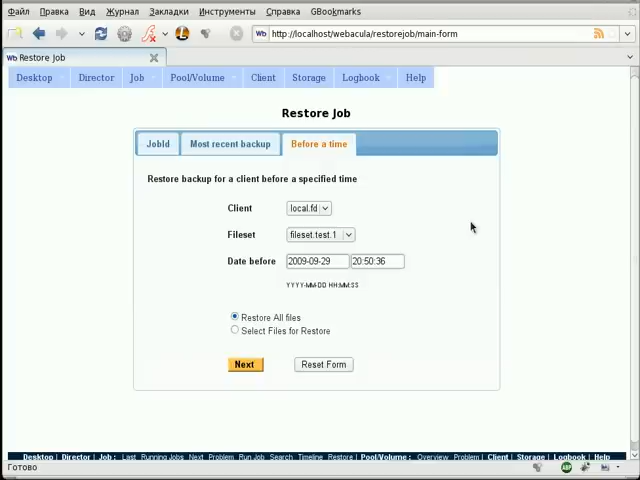 Файл Правка Вид Журнал Закладки Инструменты Справка GBookmarks
Wb http://localhost/webacula/restorejob/main-form
Wb Restore Job
Desktop Director Job Pool/Volume Client Storage Logbook Help
Restore Job
JobId Most recent backup Before a time
Restore backup for a client before a specified time
Client local.fd
Fileset fileset.test.1
Date before 2009-09-29 20:50:36
YYYY-MM-DD HH:MM:SS
Restore All files
Select Files for Restore
Next Reset Form
Desktop | Director | Job : Last Running Jobs Next Problem Run Job Search Timeline Restore | Pool/Volume : Overview Problem | Client | Storage | Logbook | Help
Готово ABP